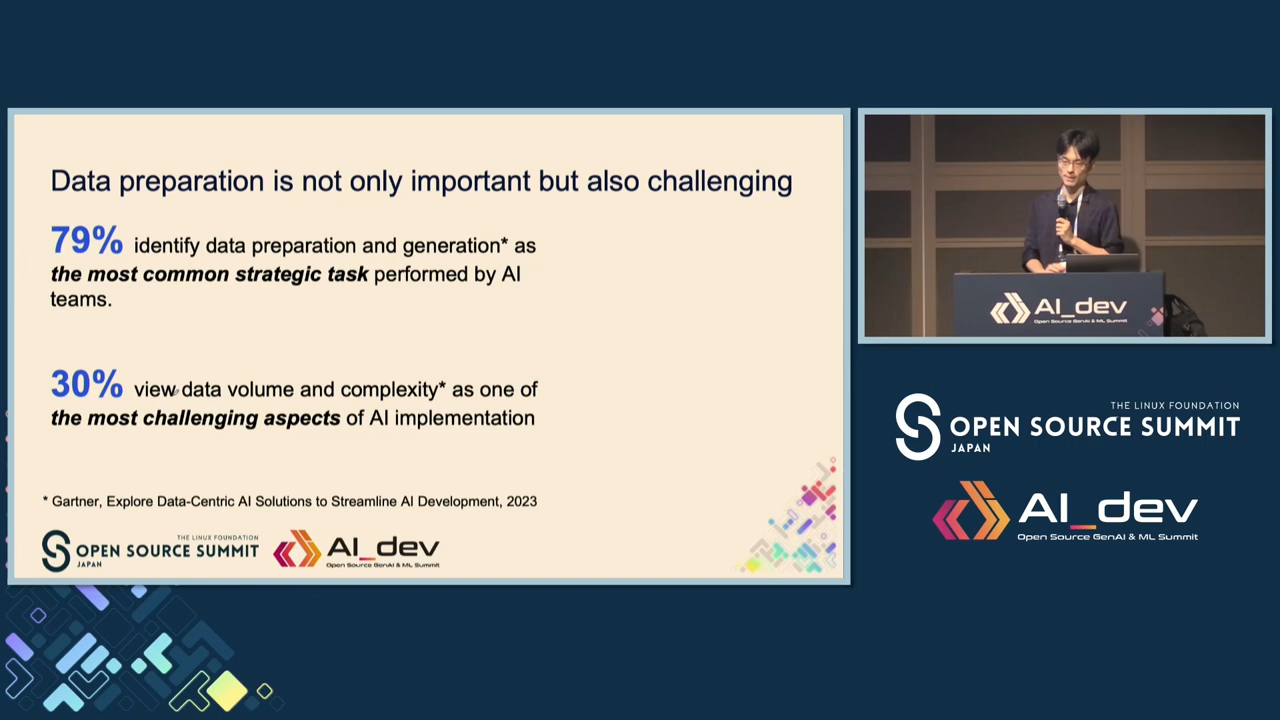 Data preparation is not only important but also challenging
79% identify data preparation and generation* as
the most common strategic task performed by AI
teams.
30% view data volume and complexity* as one of
the most challenging aspects of AI implementation
* Gartner, Explore Data-Centric AI Solutions to Streamline AI Development, 2023
THE LINUX FOUNDATION
OPEN SOURCE SUMMIT
JAPAN
AI_dev
Open Source GenAI & ML Summit
AI_dev
Open Source GenAI & ML Summit
THE LINUX FOUNDATION
OPEN SOURCE SUMMIT
JAPAN
AI_dev
Open Source GenAI & ML Summit